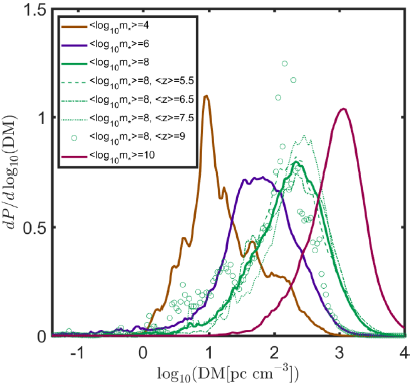 1.5
1
0.5
0
dP/d log₁₀(DM)
<log₁₀m*>=4
<log₁₀m*>=6
<log₁₀m*>=8
<log₁₀m*>=8, <z>=5.5
<log₁₀m*>=8, <z>=6.5
<log₁₀m*>=8, <z>=7.5
<log₁₀m*>=8, <z>=9
<log₁₀m*>=10
-1 0 1 2 3 4
log₁₀(DM[pc cm⁻³])